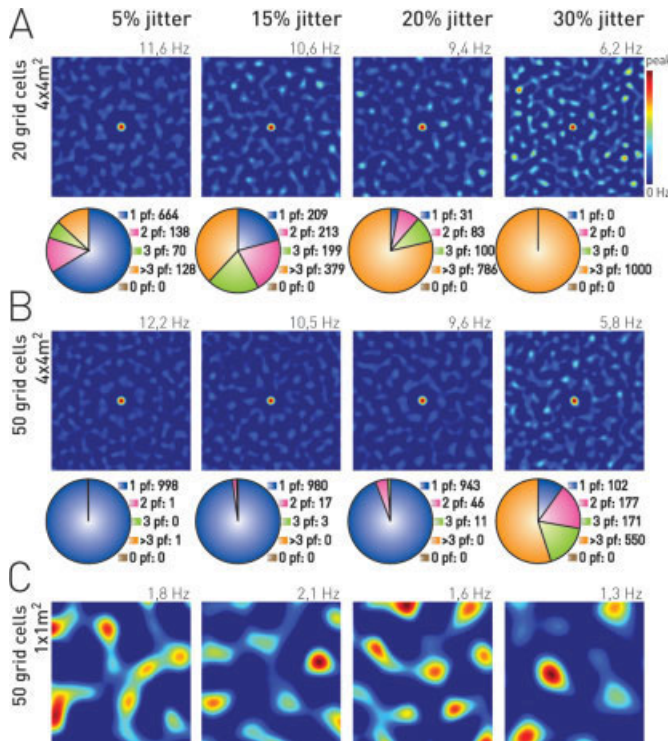 A
5% jitter 15% jitter 20% jitter 30% jitter
11,6 Hz 10,6 Hz 9,4 Hz 6,2 Hz
20 grid cells
4x4m²
peak
0 Hz
1 pf: 664
2 pf: 138
3 pf: 70
>3 pf: 128
0 pf: 0
1 pf: 209
2 pf: 213
3 pf: 199
>3 pf: 379
0 pf: 0
1 pf: 31
2 pf: 83
3 pf: 100
>3 pf: 786
0 pf: 0
1 pf: 0
2 pf: 0
3 pf: 0
>3 pf: 1000
0 pf: 0
B
12,2 Hz 10,5 Hz 9,6 Hz 5,8 Hz
50 grid cells
4x4m²
1 pf: 998
2 pf: 1
3 pf: 0
>3 pf: 1
0 pf: 0
1 pf: 980
2 pf: 17
3 pf: 3
>3 pf: 0
0 pf: 0
1 pf: 943
2 pf: 46
3 pf: 11
>3 pf: 0
0 pf: 0
1 pf: 102
2 pf: 177
3 pf: 171
>3 pf: 550
0 pf: 0
C
1,8 Hz 2,1 Hz 1,6 Hz 1,3 Hz
50 grid cells
1x1m²